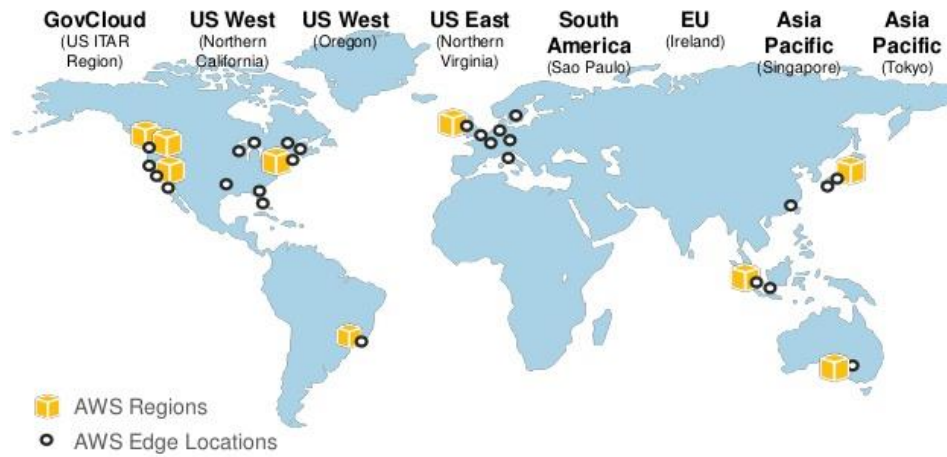 GovCloud
(US ITAR
Region)
US West
(Northern
California)
US West
(Oregon)
US East
(Northern
Virginia)
South
America
(Sao Paulo)
EU
(Ireland)
Asia
Pacific
(Singapore)
Asia
Pacific
(Tokyo)
AWS Regions
AWS Edge Locations